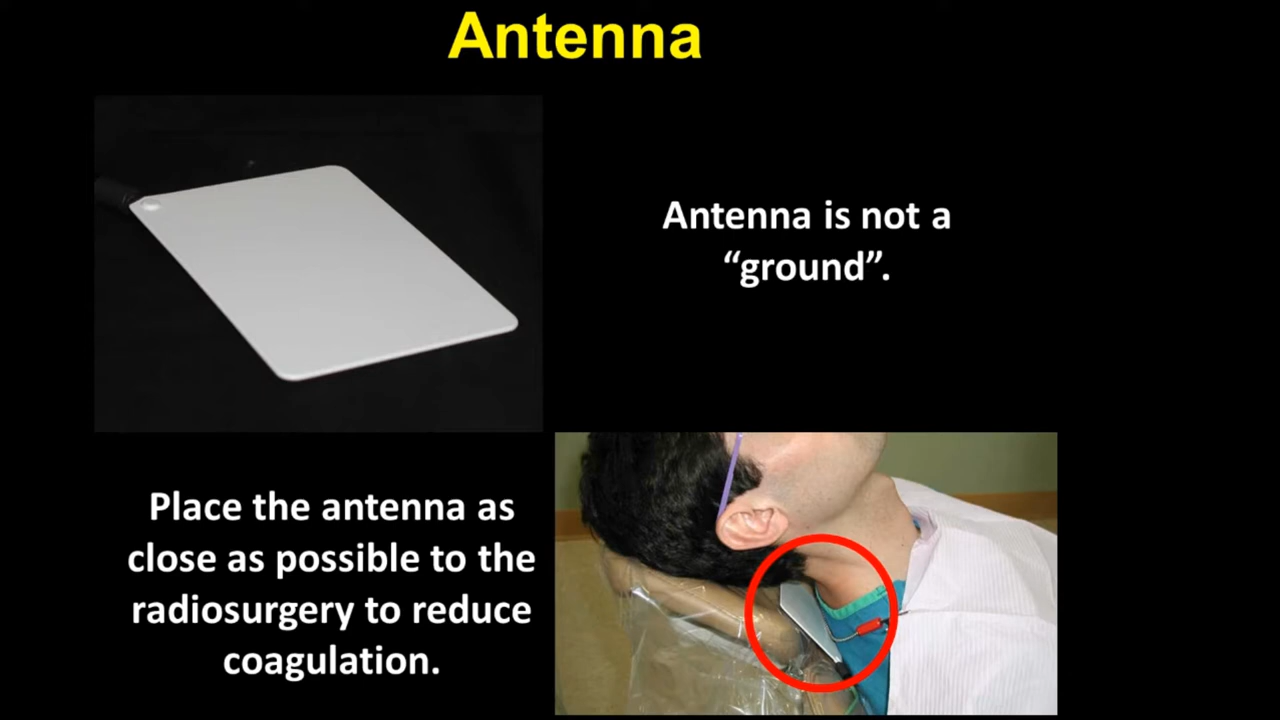 Antenna
Antenna is not a
“ground”.
Place the antenna as
close as possible to the
radiosurgery to reduce
coagulation.